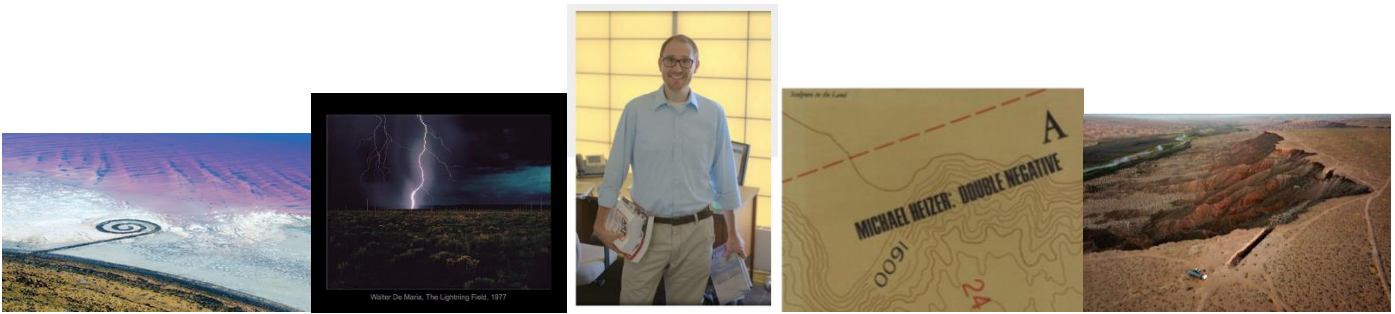 Walter De Maria, The Lightning Field, 1977
Sculpture in the Land
A
MICHAEL HEIZER: DOUBLE NEGATIVE
1600
24